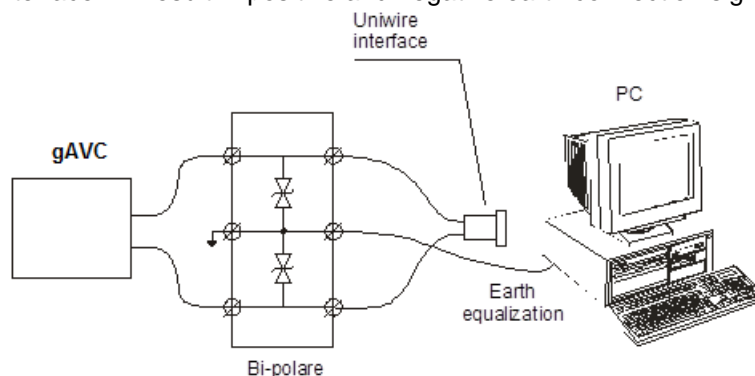 Uniwire
interface
PC
gAVC
Earth
equalization
Bi-polare